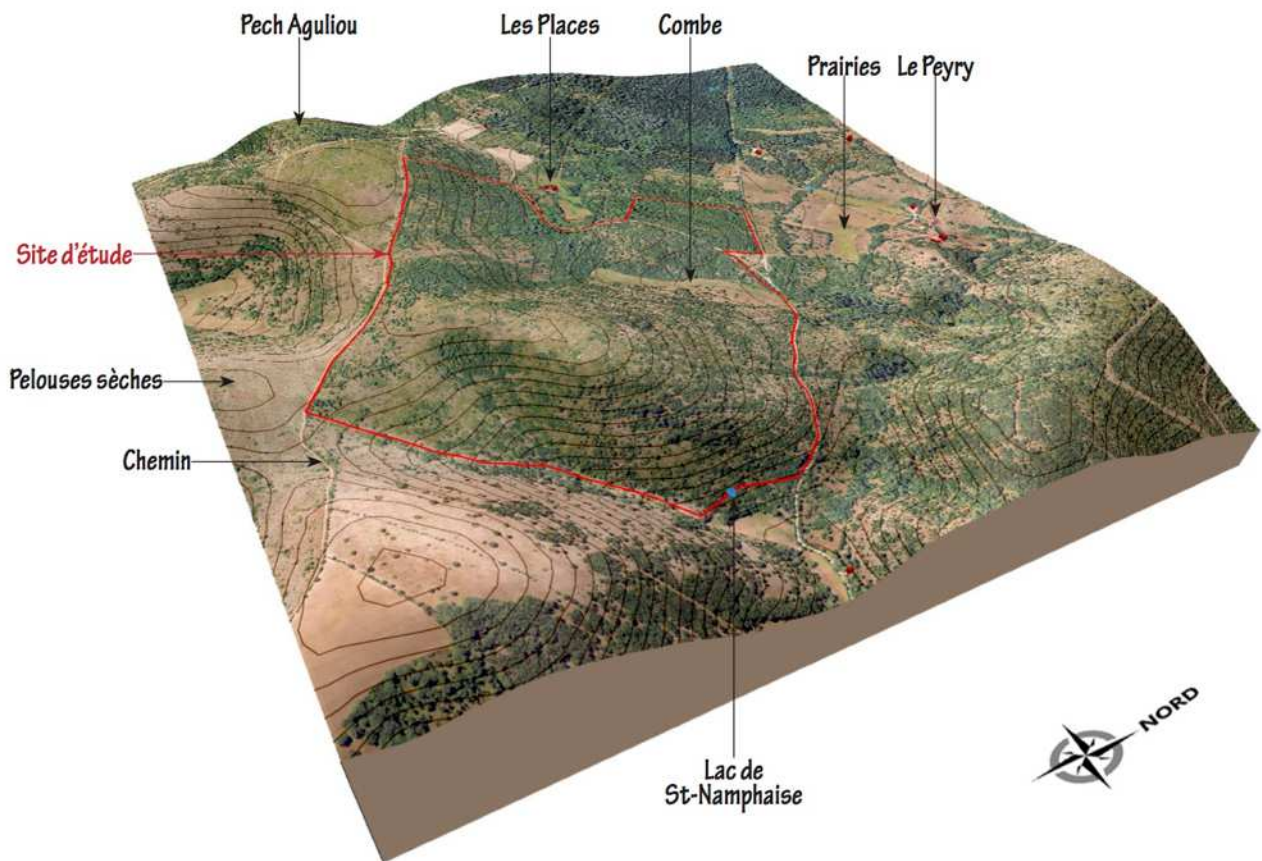 Pech Aguliou
Les Places
Combe
Prairies
Le Peyry
Site d'étude
Pelouses sèches
Chemin
Lac de
St-Namphaise
NORD